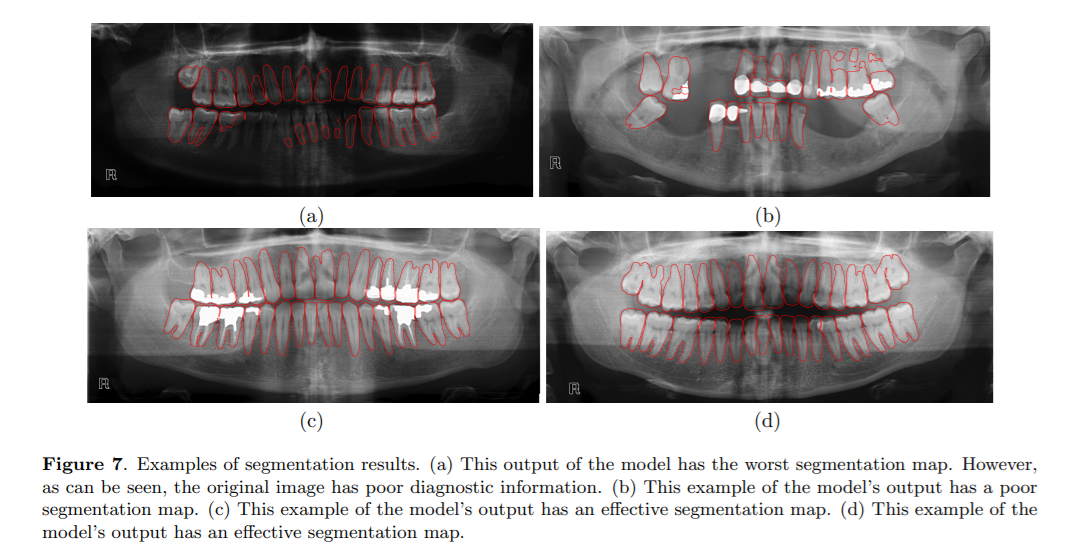 R
R
(a)
(b)
R
R
(c)
(d)
Figure 7. Examples of segmentation results. (a) This output of the model has the worst segmentation map. However,
as can be seen, the original image has poor diagnostic information. (b) This example of the model's output has a poor
segmentation map. (c) This example of the model's output has an effective segmentation map. (d) This example of the
model's output has an effective segmentation map.